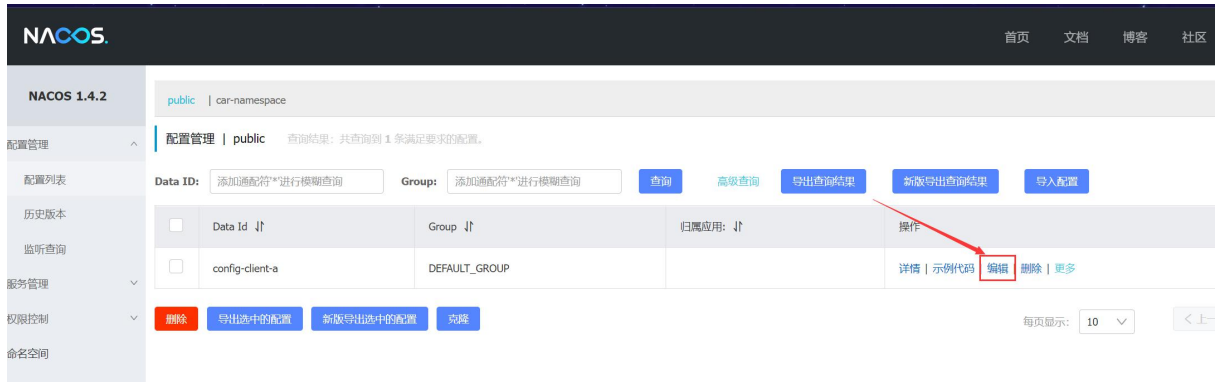 NACOS.
首页 文档 博客 社区
NACOS 1.4.2
public | car-namespace
配置管理
配置管理 | public 查询结果：共查询到 1 条满足要求的配置。
配置列表
Data ID: 添加通配符'*'进行模糊查询 Group: 添加通配符'*'进行模糊查询 查询 高级查询 导出查询结果 新版导出查询结果 导入配置
历史版本
Data Id Group 归属应用: 操作
监听查询
config-client-a DEFAULT_GROUP 详情 | 示例代码 | 编辑 | 删除 | 更多
服务管理
权限控制
删除 导出选中的配置 新版导出选中的配置 克隆 每页显示: 10 上一
命名空间